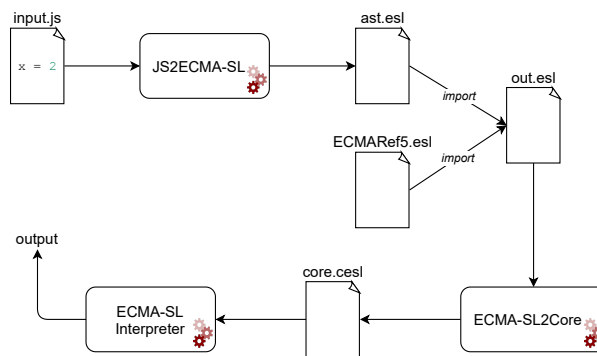 input.js
x = 2
JS2ECMA-SL
ast.esl
import
out.esl
ECMARef5.esl
import
output
ECMA-SL
Interpreter
core.cesl
ECMA-SL2Core